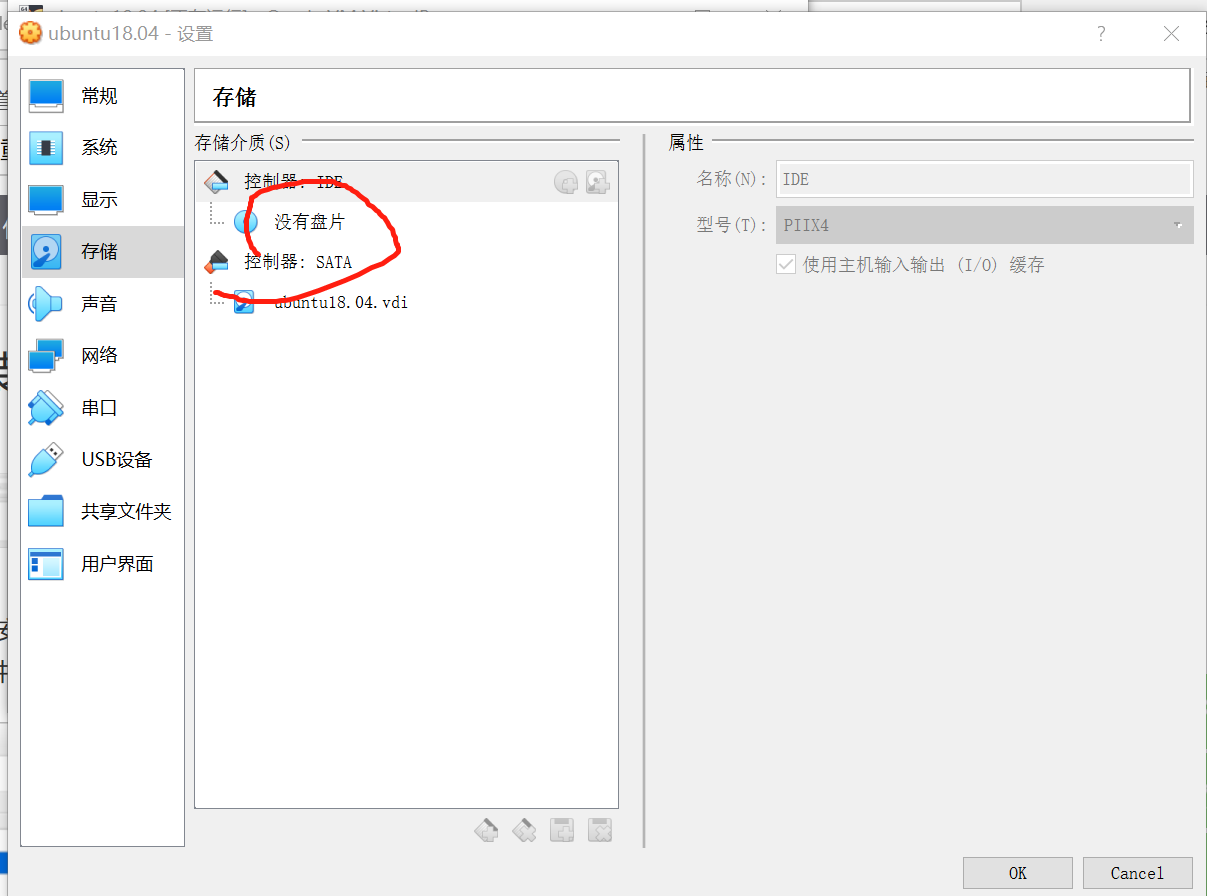 ubuntu18.04 - 设置
?
常规
系统
显示
存储
声音
网络
串口
USB设备
共享文件夹
用户界面
存储
存储介质(S)
控制器: IDE
没有盘片
控制器: SATA
ubuntu18.04.vdi
属性
名称(N): IDE
型号(T): PIIX4
使用主机输入输出 (I/O) 缓存
OK
Cancel